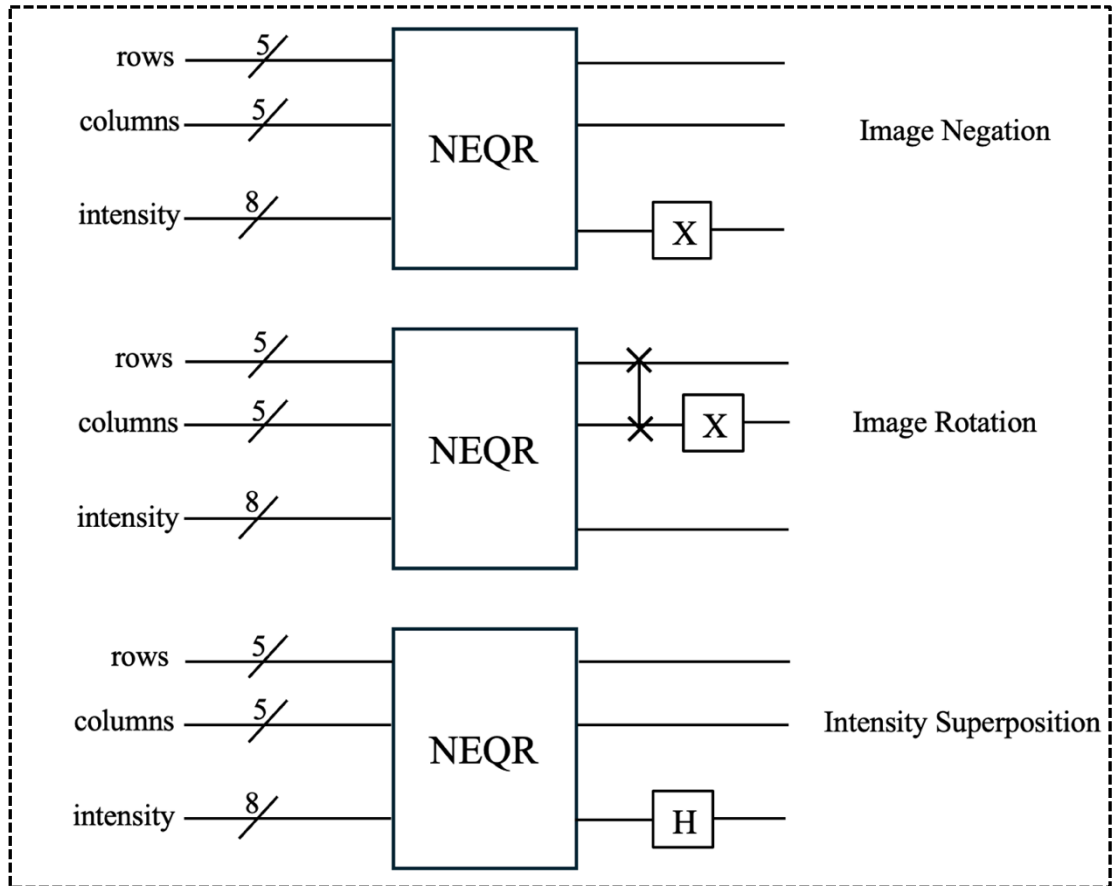 rows 5
columns 5
intensity 8
NEQR
X
Image Negation
rows 5
columns 5
intensity 8
NEQR
X
Image Rotation
rows 5
columns 5
intensity 8
NEQR
H
Intensity Superposition